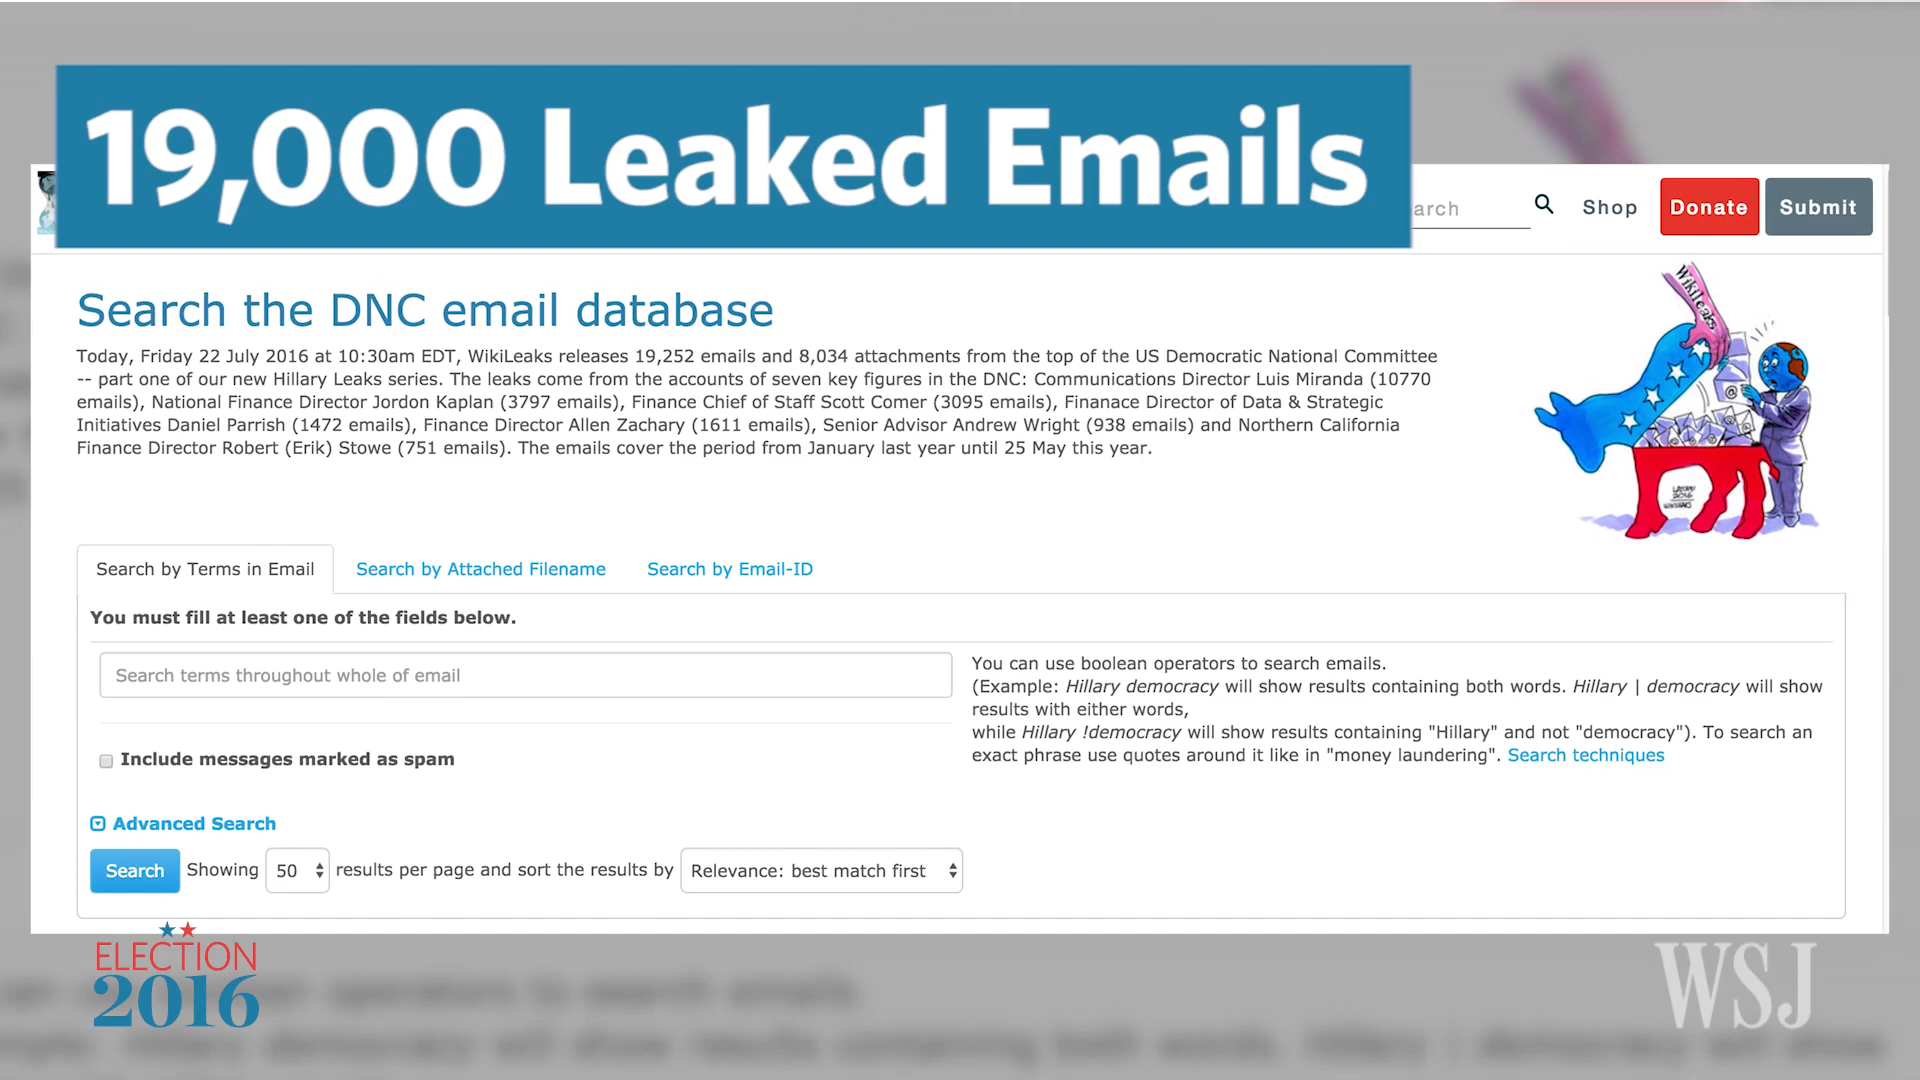 19,000 Leaked Emails
arch
Shop
Donate
Submit
Search the DNC email database
Today, Friday 22 July 2016 at 10:30am EDT, WikiLeaks releases 19,252 emails and 8,034 attachments from the top of the US Democratic National Committee
-- part one of our new Hillary Leaks series. The leaks come from the accounts of seven key figures in the DNC: Communications Director Luis Miranda (10770
emails), National Finance Director Jordon Kaplan (3797 emails), Finance Chief of Staff Scott Comer (3095 emails), Finanace Director of Data & Strategic
Initiatives Daniel Parrish (1472 emails), Finance Director Allen Zachary (1611 emails), Senior Advisor Andrew Wright (938 emails) and Northern California
Finance Director Robert (Erik) Stowe (751 emails). The emails cover the period from January last year until 25 May this year.
WikiLeaks
Search by Terms in Email
Search by Attached Filename
Search by Email-ID
You must fill at least one of the fields below.
Search terms throughout whole of email
You can use boolean operators to search emails.
(Example: Hillary democracy will show results containing both words. Hillary | democracy will show
results with either words,
while Hillary !democracy will show results containing "Hillary" and not "democracy"). To search an
exact phrase use quotes around it like in "money laundering". Search techniques
Include messages marked as spam
Advanced Search
Search Showing 50 results per page and sort the results by Relevance: best match first
ELECTION
2016
WSJ